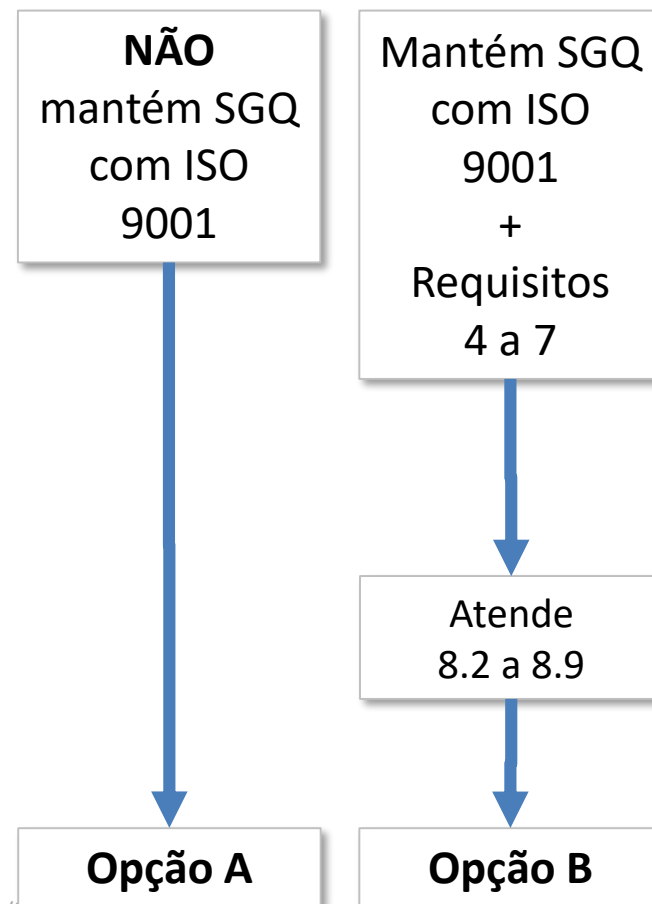 NÃO
mantém SGQ
com ISO
9001
Mantém SGQ
com ISO
9001
+
Requisitos
4 a 7
Atende
8.2 a 8.9
Opção A
Opção B